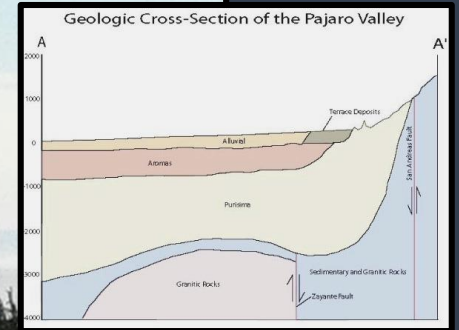 Geologic Cross-Section of the Pajaro Valley
A
A'
2000
1000
0
-1000
-2000
-3000
-4000
Terrace Deposits
Alluvial
Aromas
Purisima
San Andreas Fault
Granitic Rocks
Sedimentary and Granitic Rocks
Zayante Fault